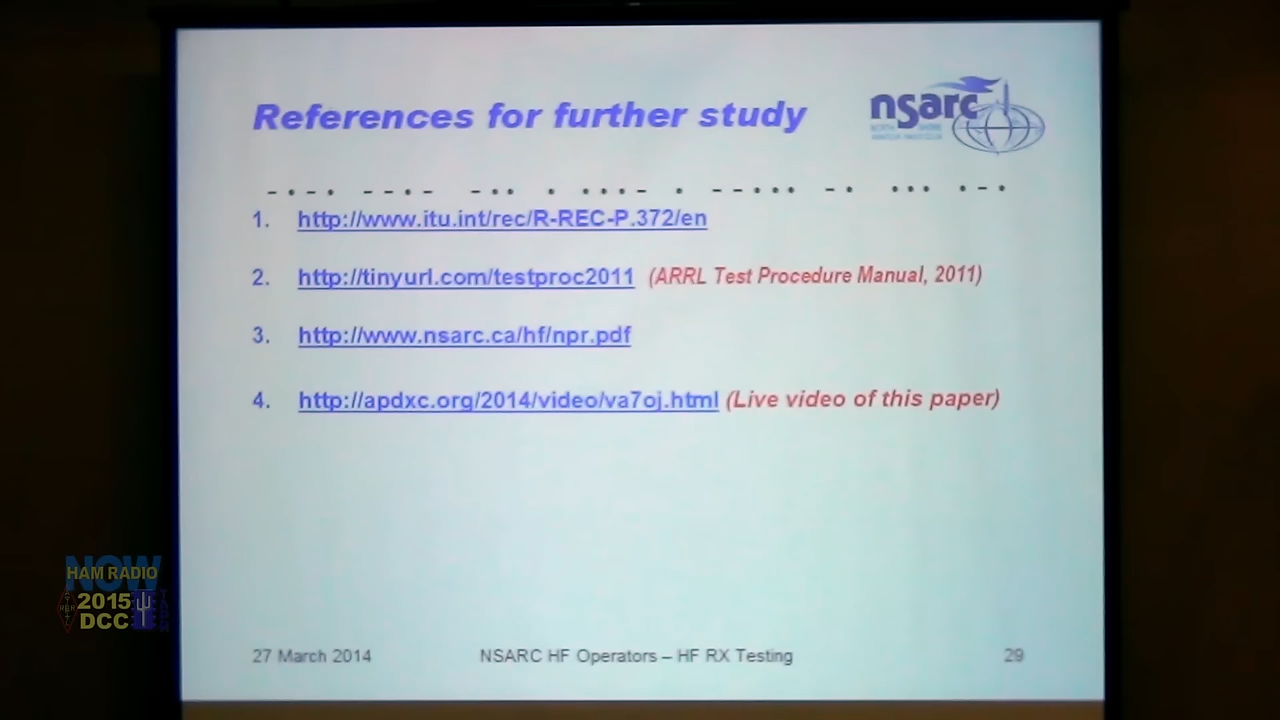 References for further study
nsarc
– · – · – – · – – · · · · · · – · – – · · · – · · · · · – ·
1. http://www.itu.int/rec/R-REC-P.372/en
2. http://tinyurl.com/testproc2011 (ARRL Test Procedure Manual, 2011)
3. http://www.nsarc.ca/hf/npr.pdf
4. http://apdxc.org/2014/video/va7oj.html (Live video of this paper)
NOW
HAM RADIO
2015
DCC
27 March 2014 NSARC HF Operators – HF RX Testing 29